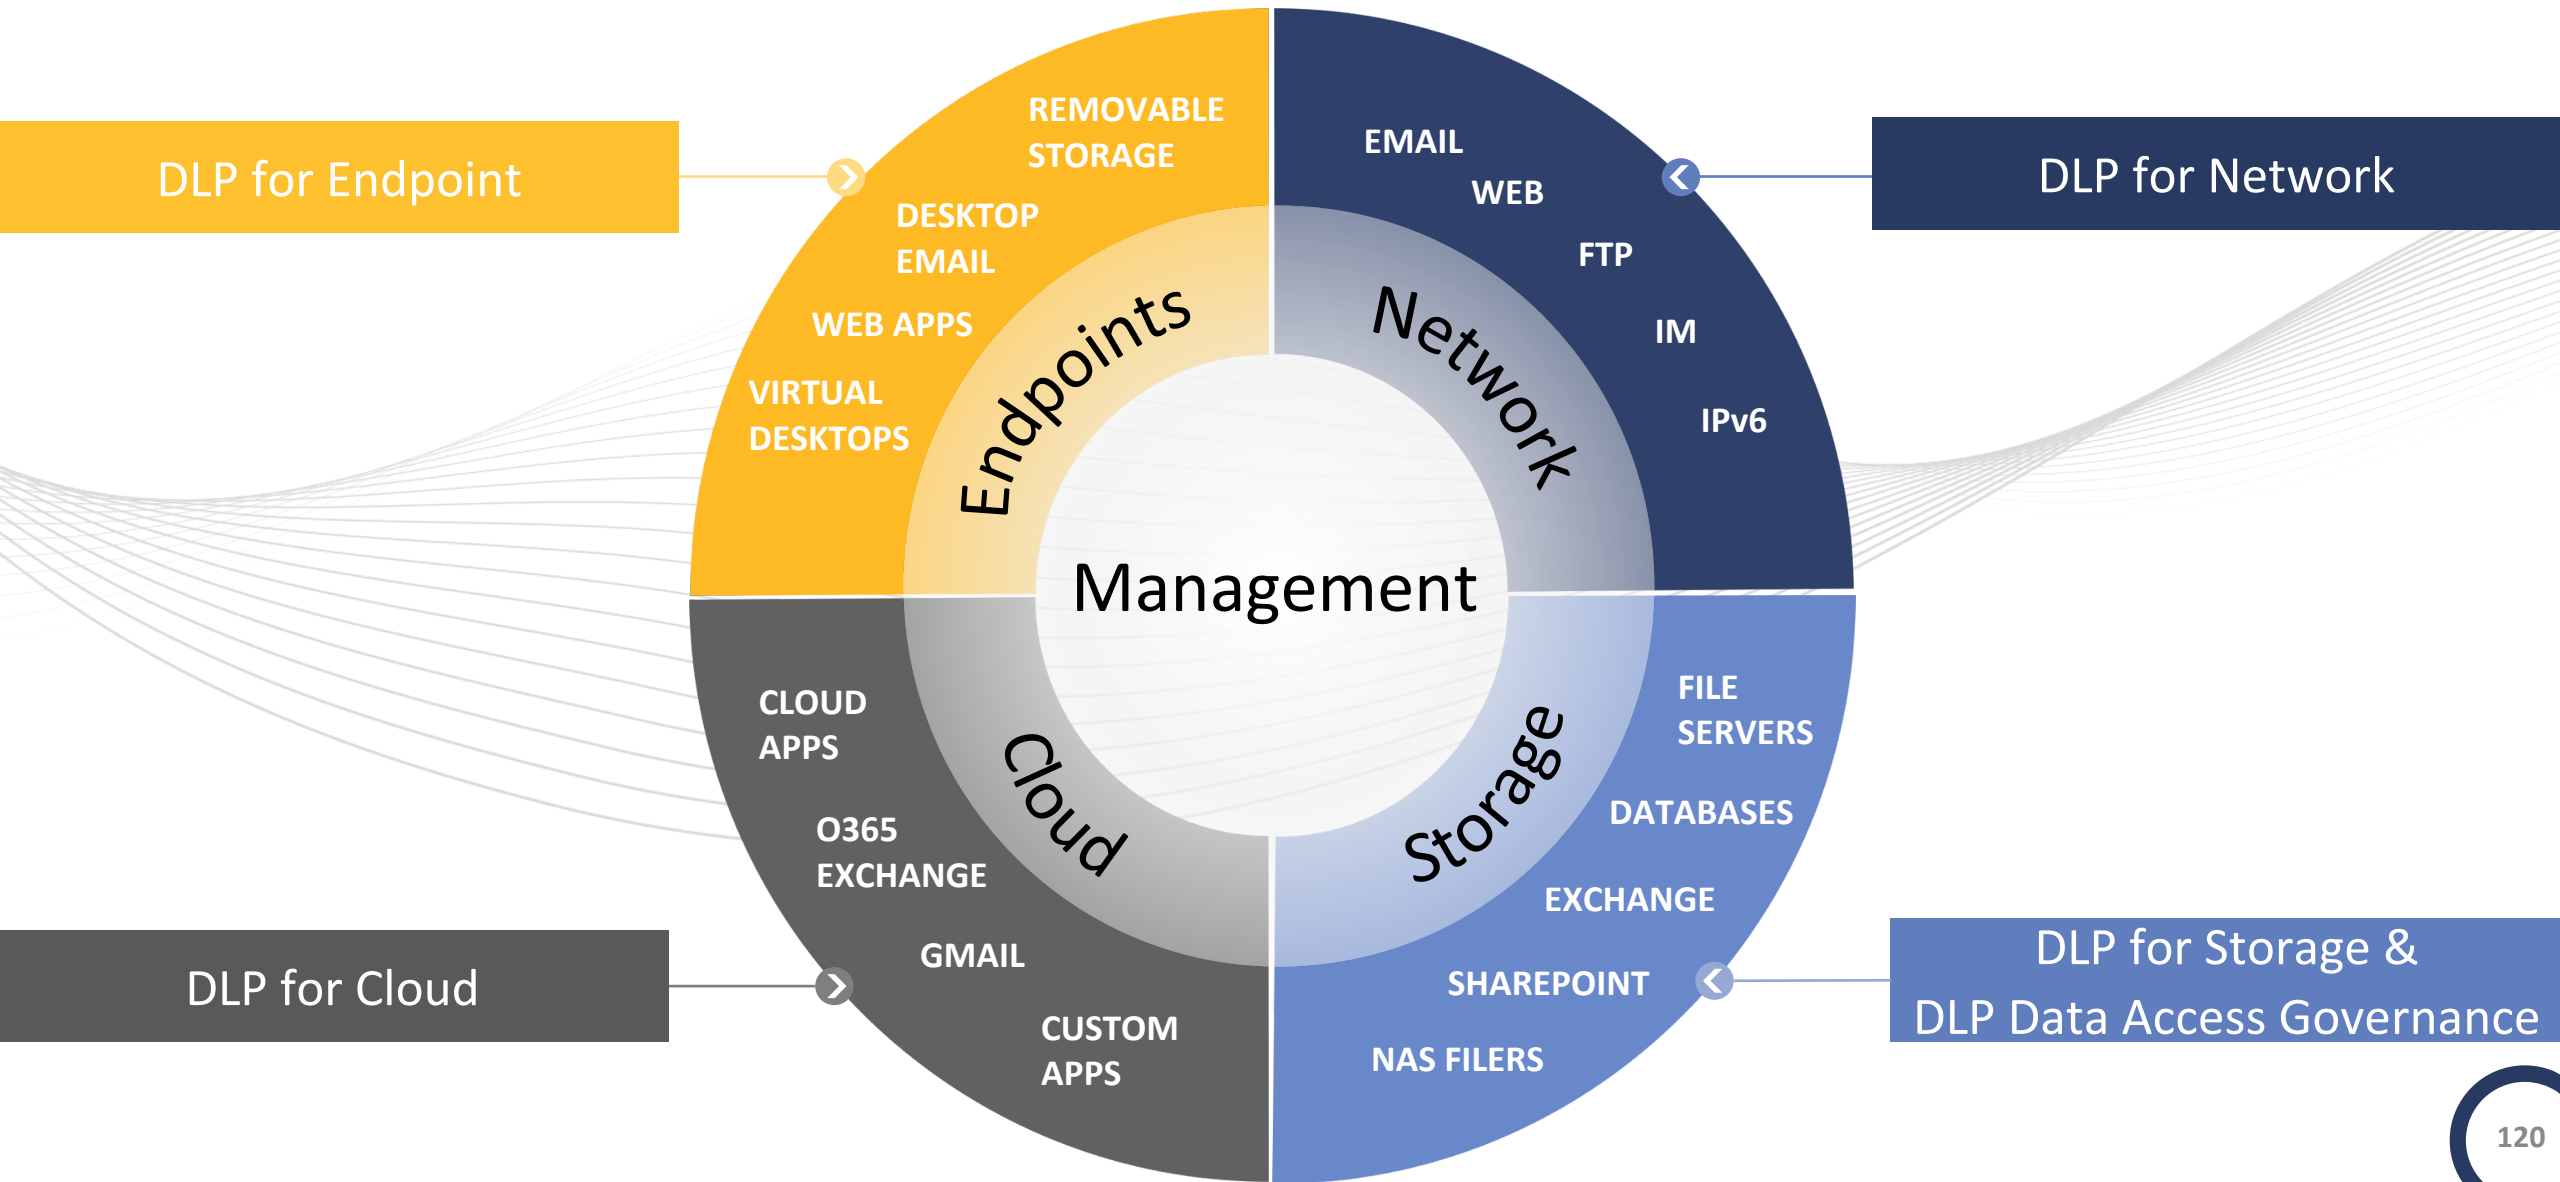 DLP for Endpoint
REMOVABLE
STORAGE
DESKTOP
EMAIL
WEB APPS
VIRTUAL
DESKTOPS
Endpoints
EMAIL
WEB
FTP
IM
IPv6
Network
DLP for Network
Management
CLOUD
APPS
O365
EXCHANGE
GMAIL
CUSTOM
APPS
Cloud
DLP for Cloud
FILE
SERVERS
DATABASES
EXCHANGE
SHAREPOINT
NAS FILERS
Storage
DLP for Storage &
DLP Data Access Governance
120